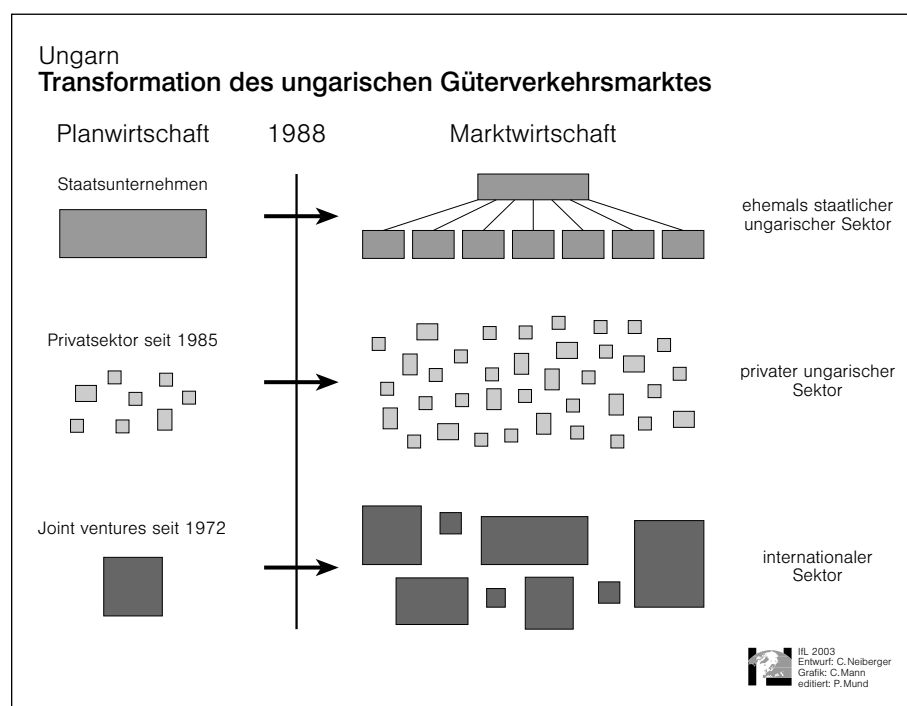 Ungarn
Transformation des ungarischen Güterverkehrsmarktes
Planwirtschaft
1988
Marktwirtschaft
Staatsunternehmen
ehemals staatlicher
ungarischer Sektor
Privatsektor seit 1985
privater ungarischer
Sektor
Joint ventures seit 1972
internationaler
Sektor
IfL 2003
Entwurf: C.Neiberger
Grafik: C.Mann
editiert: P.Mund